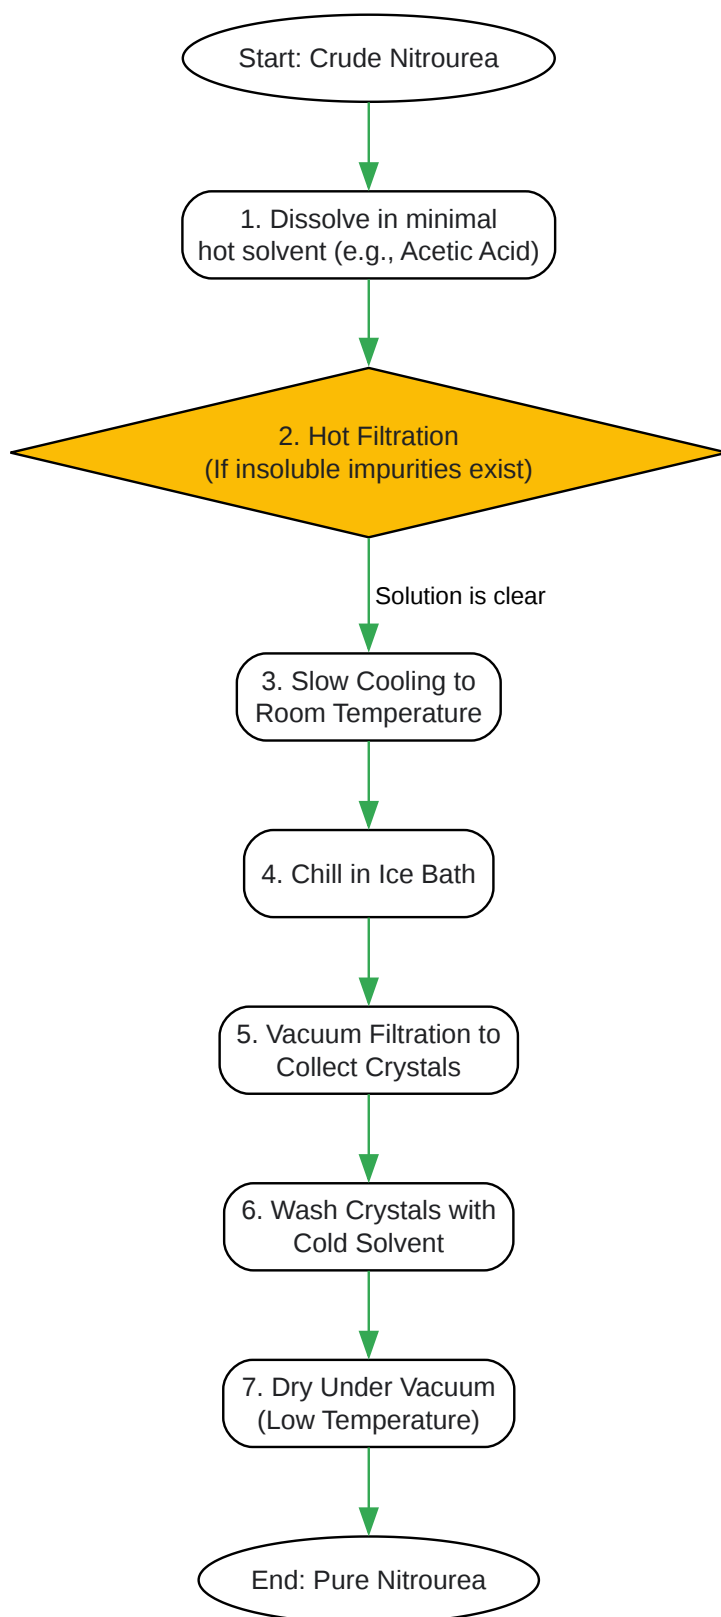 Start: Crude Nitrourea
1. Dissolve in minimal
hot solvent (e.g., Acetic Acid)
2. Hot Filtration
(If insoluble impurities exist)
Solution is clear
3. Slow Cooling to
Room Temperature
4. Chill in Ice Bath
5. Vacuum Filtration to
Collect Crystals
6. Wash Crystals with
Cold Solvent
7. Dry Under Vacuum
(Low Temperature)
End: Pure Nitrourea